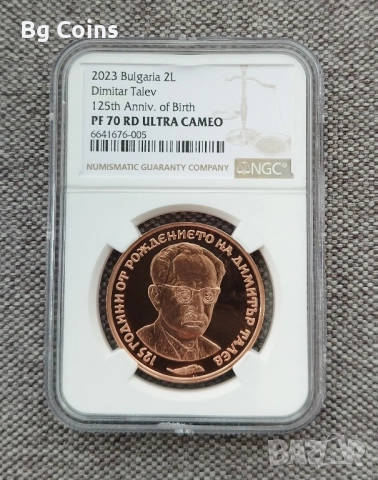 Bg Coins
2023 Bulgaria 2L
Dimitar Talev
125th Anniv. of Birth
PF 70 RD ULTRA CAMEO
6641676-005
NUMISMATIC GUARANTY COMPANY
NGC
125 ГОДИНИ ОТ РОЖДЕНИЕТО НА ДИМИТЪР ТАЛЕВ
BAZAR